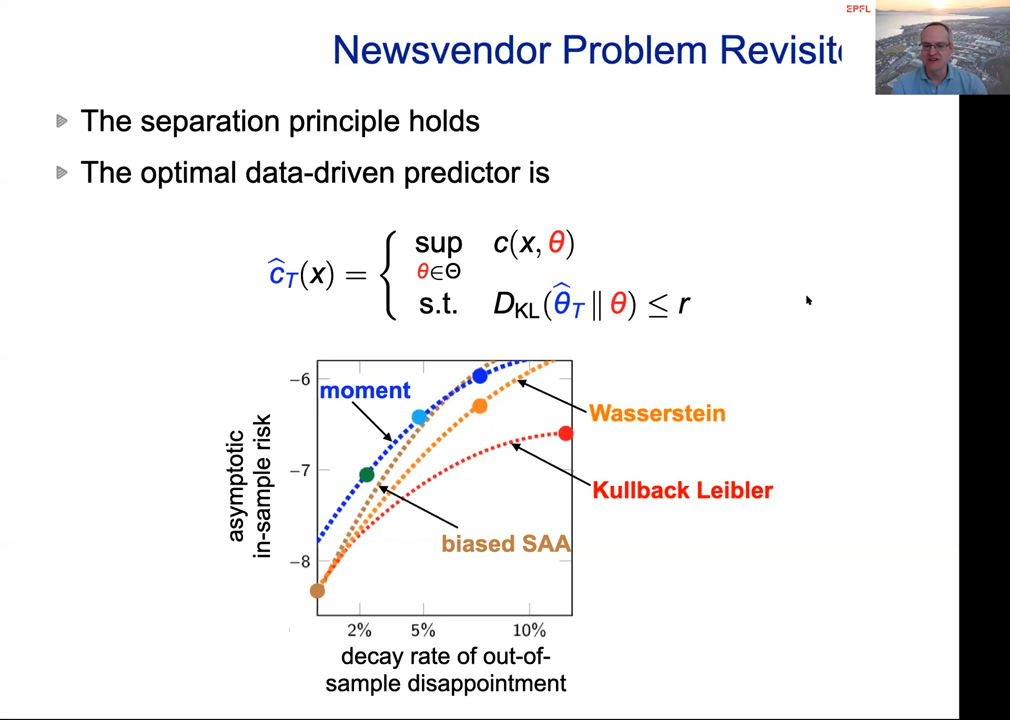 EPFL
Newsvendor Problem Revisite
The separation principle holds
The optimal data-driven predictor is
ĉ_T(x) = { sup_{θ∈Θ} c(x, θ)
s.t. D_KL(θ̂_T ‖ θ) ≤ r
−6
−7
−8
moment
Wasserstein
Kullback Leibler
biased SAA
asymptotic
in-sample risk
2% 5% 10%
decay rate of out-of-
sample disappointment